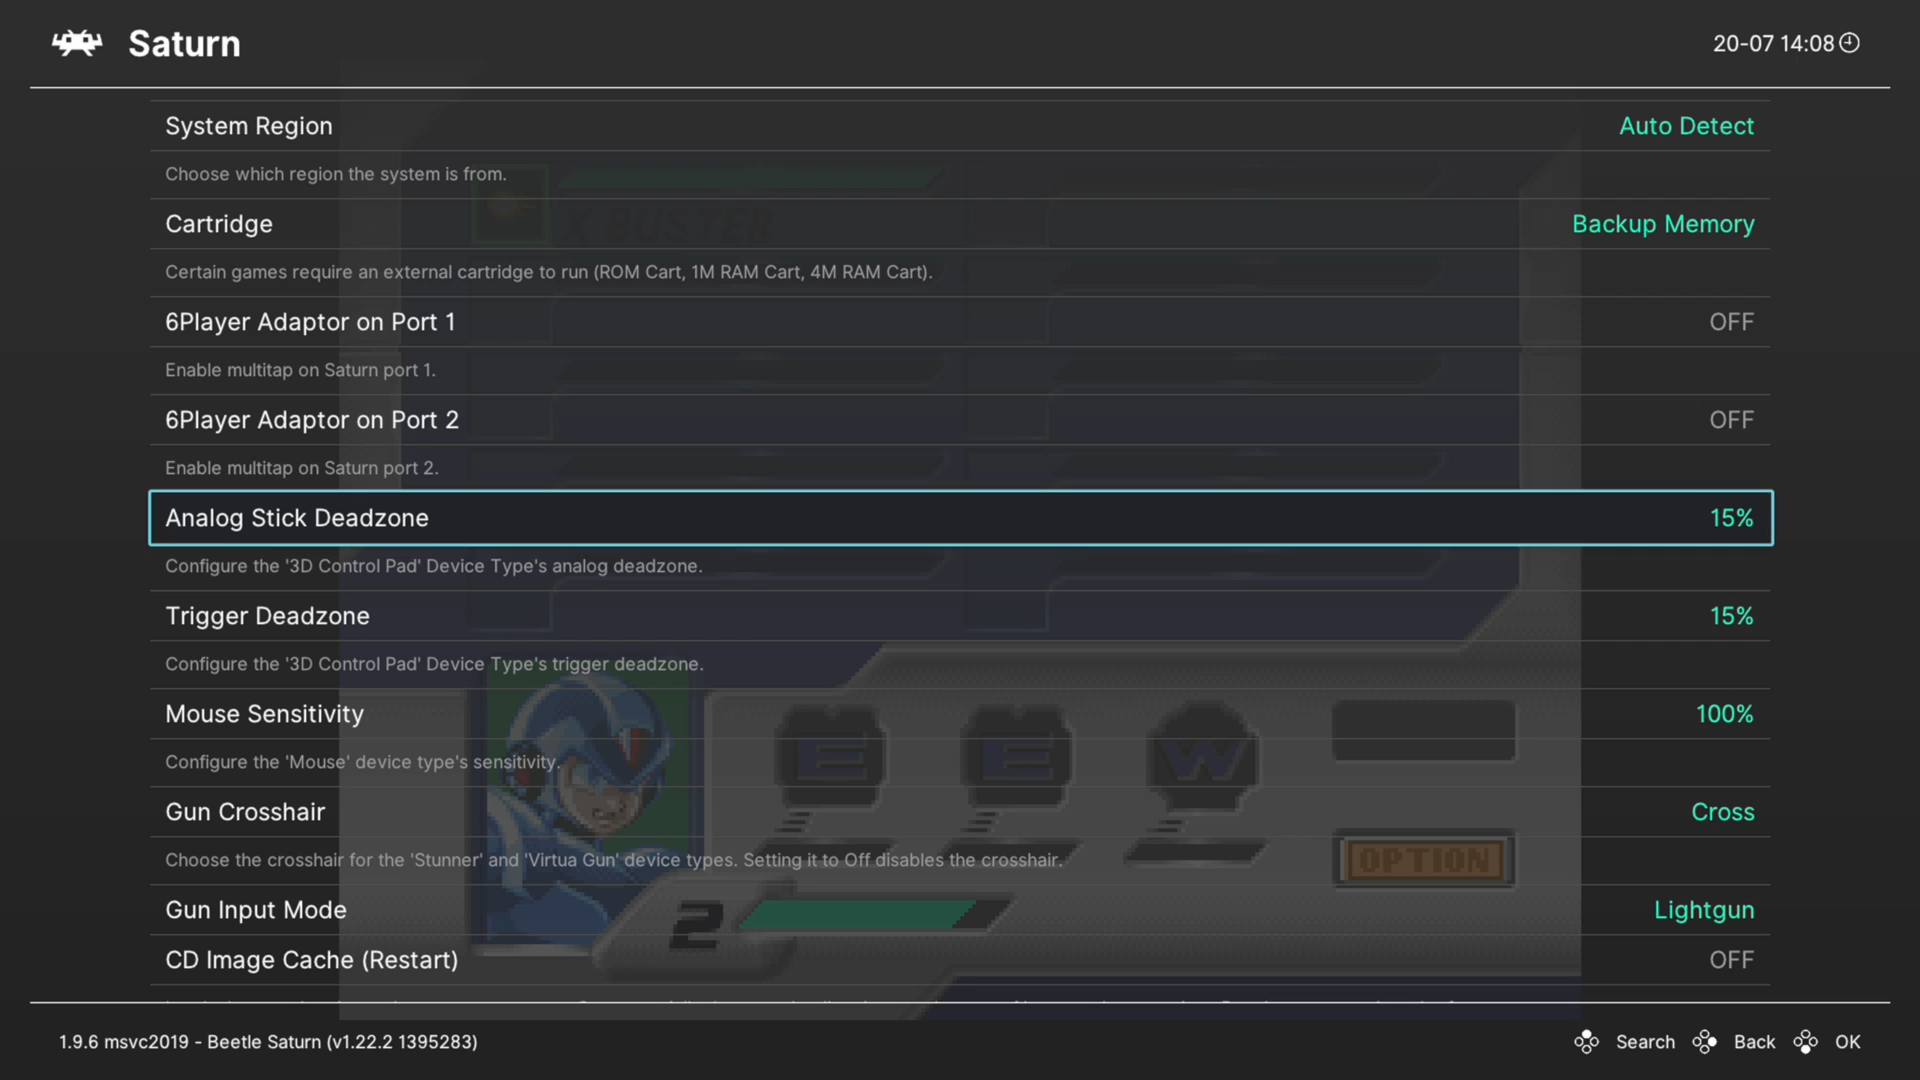 Saturn
20-07 14:08
System Region Auto Detect
Choose which region the system is from.
X BUSTER
Cartridge Backup Memory
Certain games require an external cartridge to run (ROM Cart, 1M RAM Cart, 4M RAM Cart).
6Player Adaptor on Port 1 OFF
Enable multitap on Saturn port 1.
6Player Adaptor on Port 2 OFF
Enable multitap on Saturn port 2.
Analog Stick Deadzone 15%
Configure the '3D Control Pad' Device Type's analog deadzone.
Trigger Deadzone 15%
Configure the '3D Control Pad' Device Type's trigger deadzone.
Mouse Sensitivity 100%
E E W
Configure the 'Mouse' device type's sensitivity.
Gun Crosshair Cross
Choose the crosshair for the 'Stunner' and 'Virtua Gun' device types. Setting it to Off disables the crosshair.
OPTION
Gun Input Mode Lightgun
2
CD Image Cache (Restart) OFF
1.9.6 msvc2019 - Beetle Saturn (v1.22.2 1395283)
Search Back OK